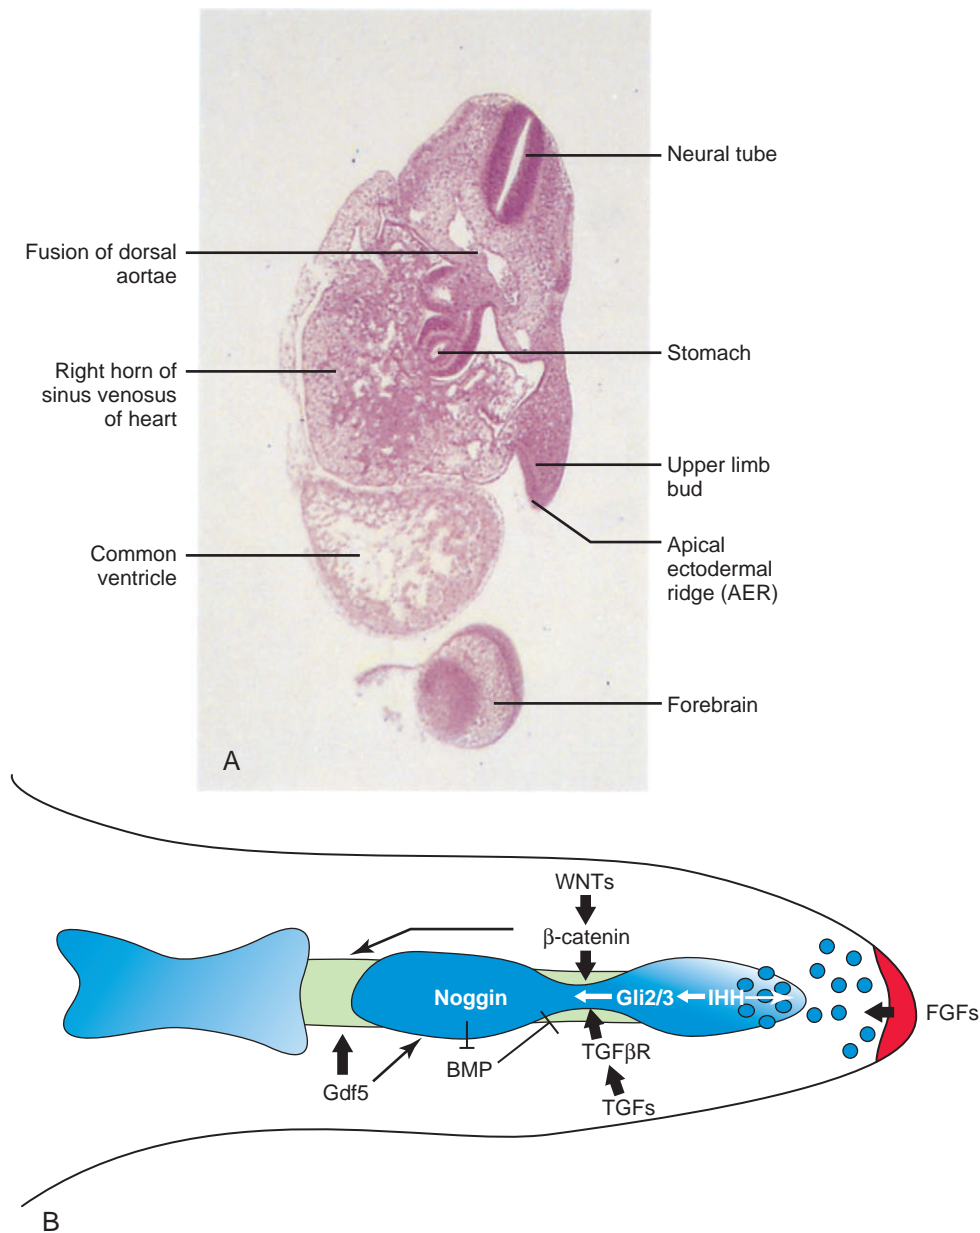 Neural tube
Fusion of dorsal
aortae
Stomach
Right horn of
sinus venosus
of heart
Upper limb
bud
Common
ventricle
Apical
ectodermal
ridge (AER)
Forebrain
A
WNTs
β-catenin
Noggin
Gli2/3
IHH
FGFs
BMP
TGFβR
Gdf5
TGFs
B